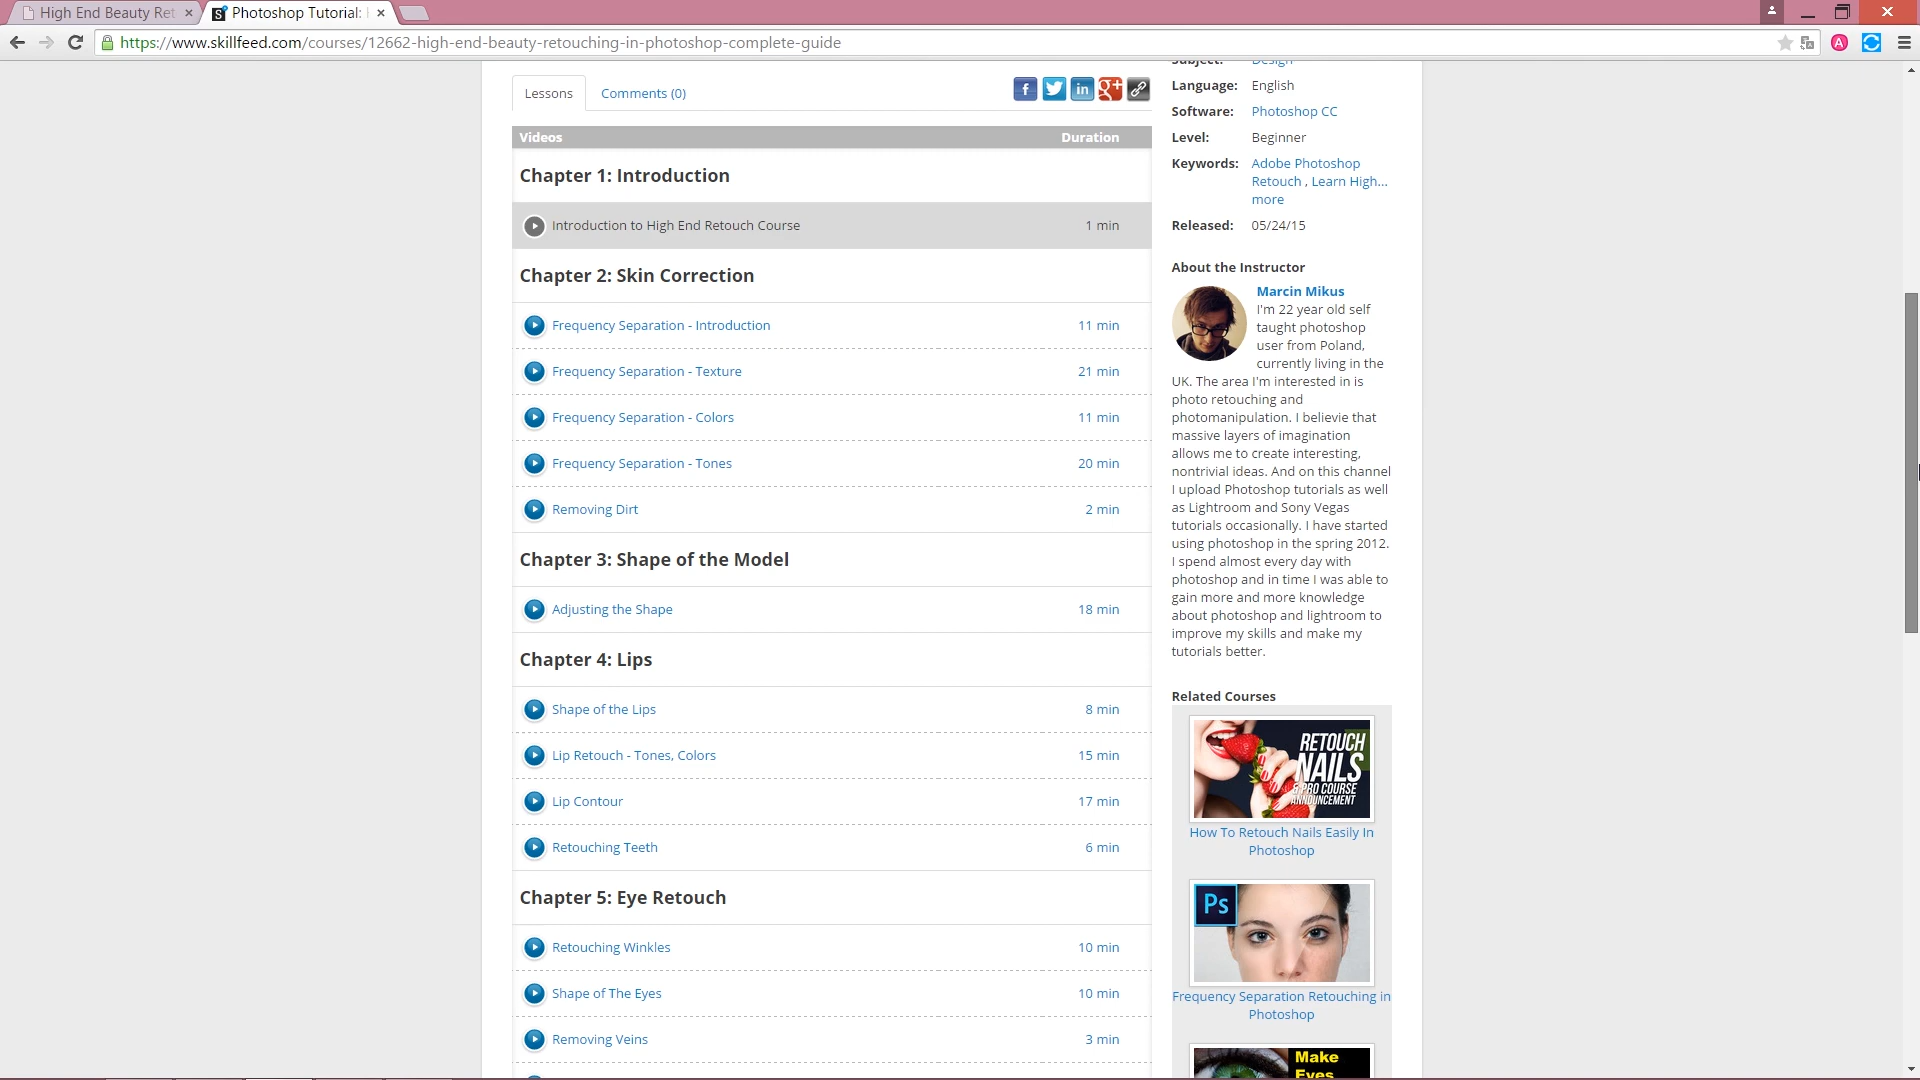 High End Beauty Ret
Photoshop Tutorial:
https://www.skillfeed.com/courses/12662-high-end-beauty-retouching-in-photoshop-complete-guide
Lessons
Comments (0)
Videos Duration
Chapter 1: Introduction
Introduction to High End Retouch Course 1 min
Chapter 2: Skin Correction
Frequency Separation - Introduction 11 min
Frequency Separation - Texture 21 min
Frequency Separation - Colors 11 min
Frequency Separation - Tones 20 min
Removing Dirt 2 min
Chapter 3: Shape of the Model
Adjusting the Shape 18 min
Chapter 4: Lips
Shape of the Lips 8 min
Lip Retouch - Tones, Colors 15 min
Lip Contour 17 min
Retouching Teeth 6 min
Chapter 5: Eye Retouch
Retouching Winkles 10 min
Shape of The Eyes 10 min
Removing Veins 3 min
Subject: Design
Language: English
Software: Photoshop CC
Level: Beginner
Keywords: Adobe Photoshop
Retouch , Learn High...
more
Released: 05/24/15
About the Instructor
Marcin Mikus
I'm 22 year old self
taught photoshop
user from Poland,
currently living in the
UK. The area I'm interested in is
photo retouching and
photomanipulation. I believie that
massive layers of imagination
allows me to create interesting,
nontrivial ideas. And on this channel
I upload Photoshop tutorials as well
as Lightroom and Sony Vegas
tutorials occasionally. I have started
using photoshop in the spring 2012.
I spend almost every day with
photoshop and in time I was able to
gain more and more knowledge
about photoshop and lightroom to
improve my skills and make my
tutorials better.
Related Courses
RETOUCH
NAILS
& PRO COURSE
ANNOUNCEMENT
How To Retouch Nails Easily In
Photoshop
Ps
Frequency Separation Retouching in
Photoshop
Make
Eyes